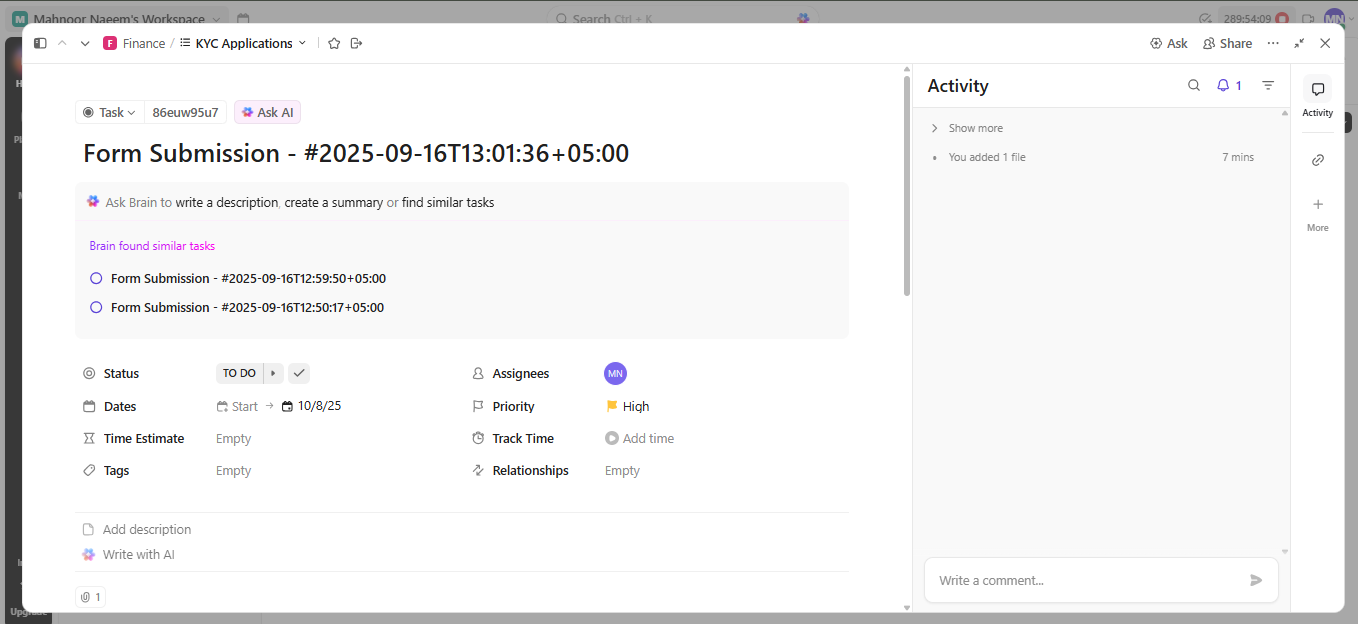 M Mahnoor Naeem's Workspace
Search Ctrl + K
289:54:09
MN
F Finance / KYC Applications
Ask Share
Task 86euw95u7 Ask AI
Form Submission - #2025-09-16T13:01:36+05:00
Ask Brain to write a description, create a summary or find similar tasks
Brain found similar tasks
Form Submission - #2025-09-16T12:59:50+05:00
Form Submission - #2025-09-16T12:50:17+05:00
Status TO DO Assignees MN
Dates Start → 10/8/25 Priority High
Time Estimate Empty Track Time Add time
Tags Empty Relationships Empty
Add description
Write with AI
1
Activity 1
Show more
You added 1 file 7 mins
Write a comment...
Activity
More